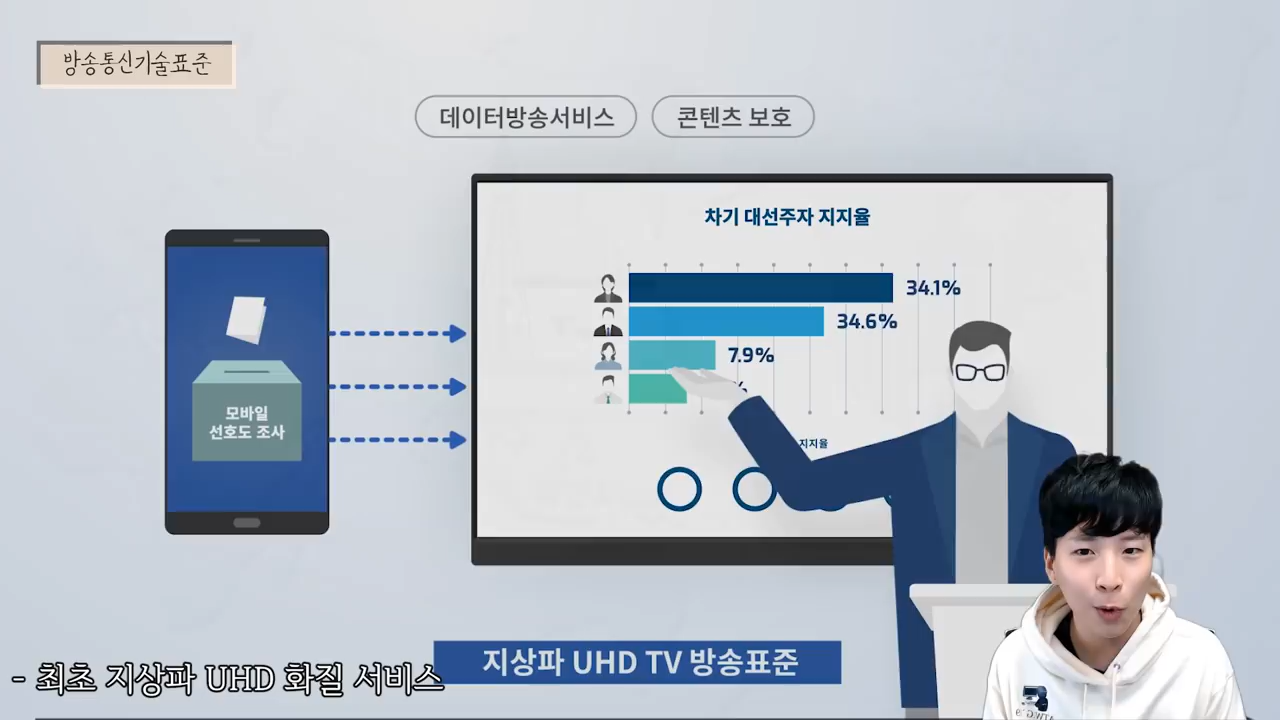 방송통신기술표준
데이터방송서비스
콘텐츠 보호
차기 대선주자 지지율
34.1%
34.6%
7.9%
%
지지율
모바일
선호도 조사
지상파 UHD TV 방송표준
- 최초 지상파 UHD 화질 서비스